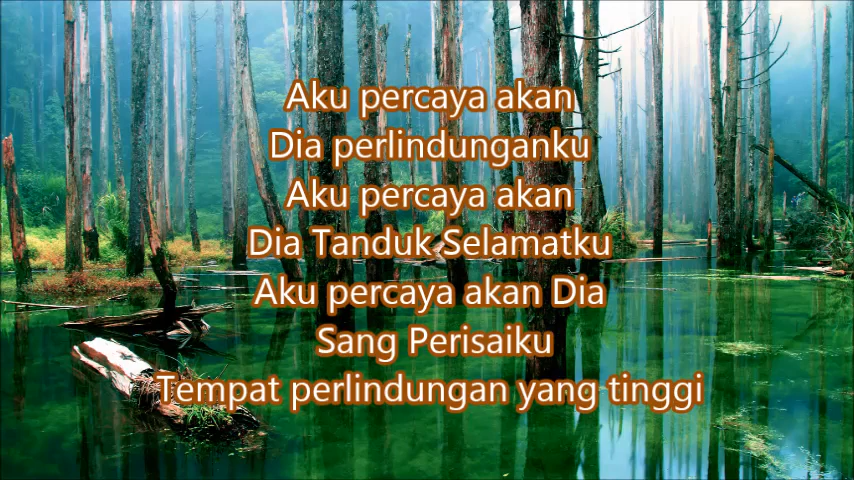 Aku percaya akan
Dia perlindunganku
Aku percaya akan
Dia Tanduk Selamatku
Aku percaya akan Dia
Sang Perisaiku
Tempat perlindungan yang tinggi